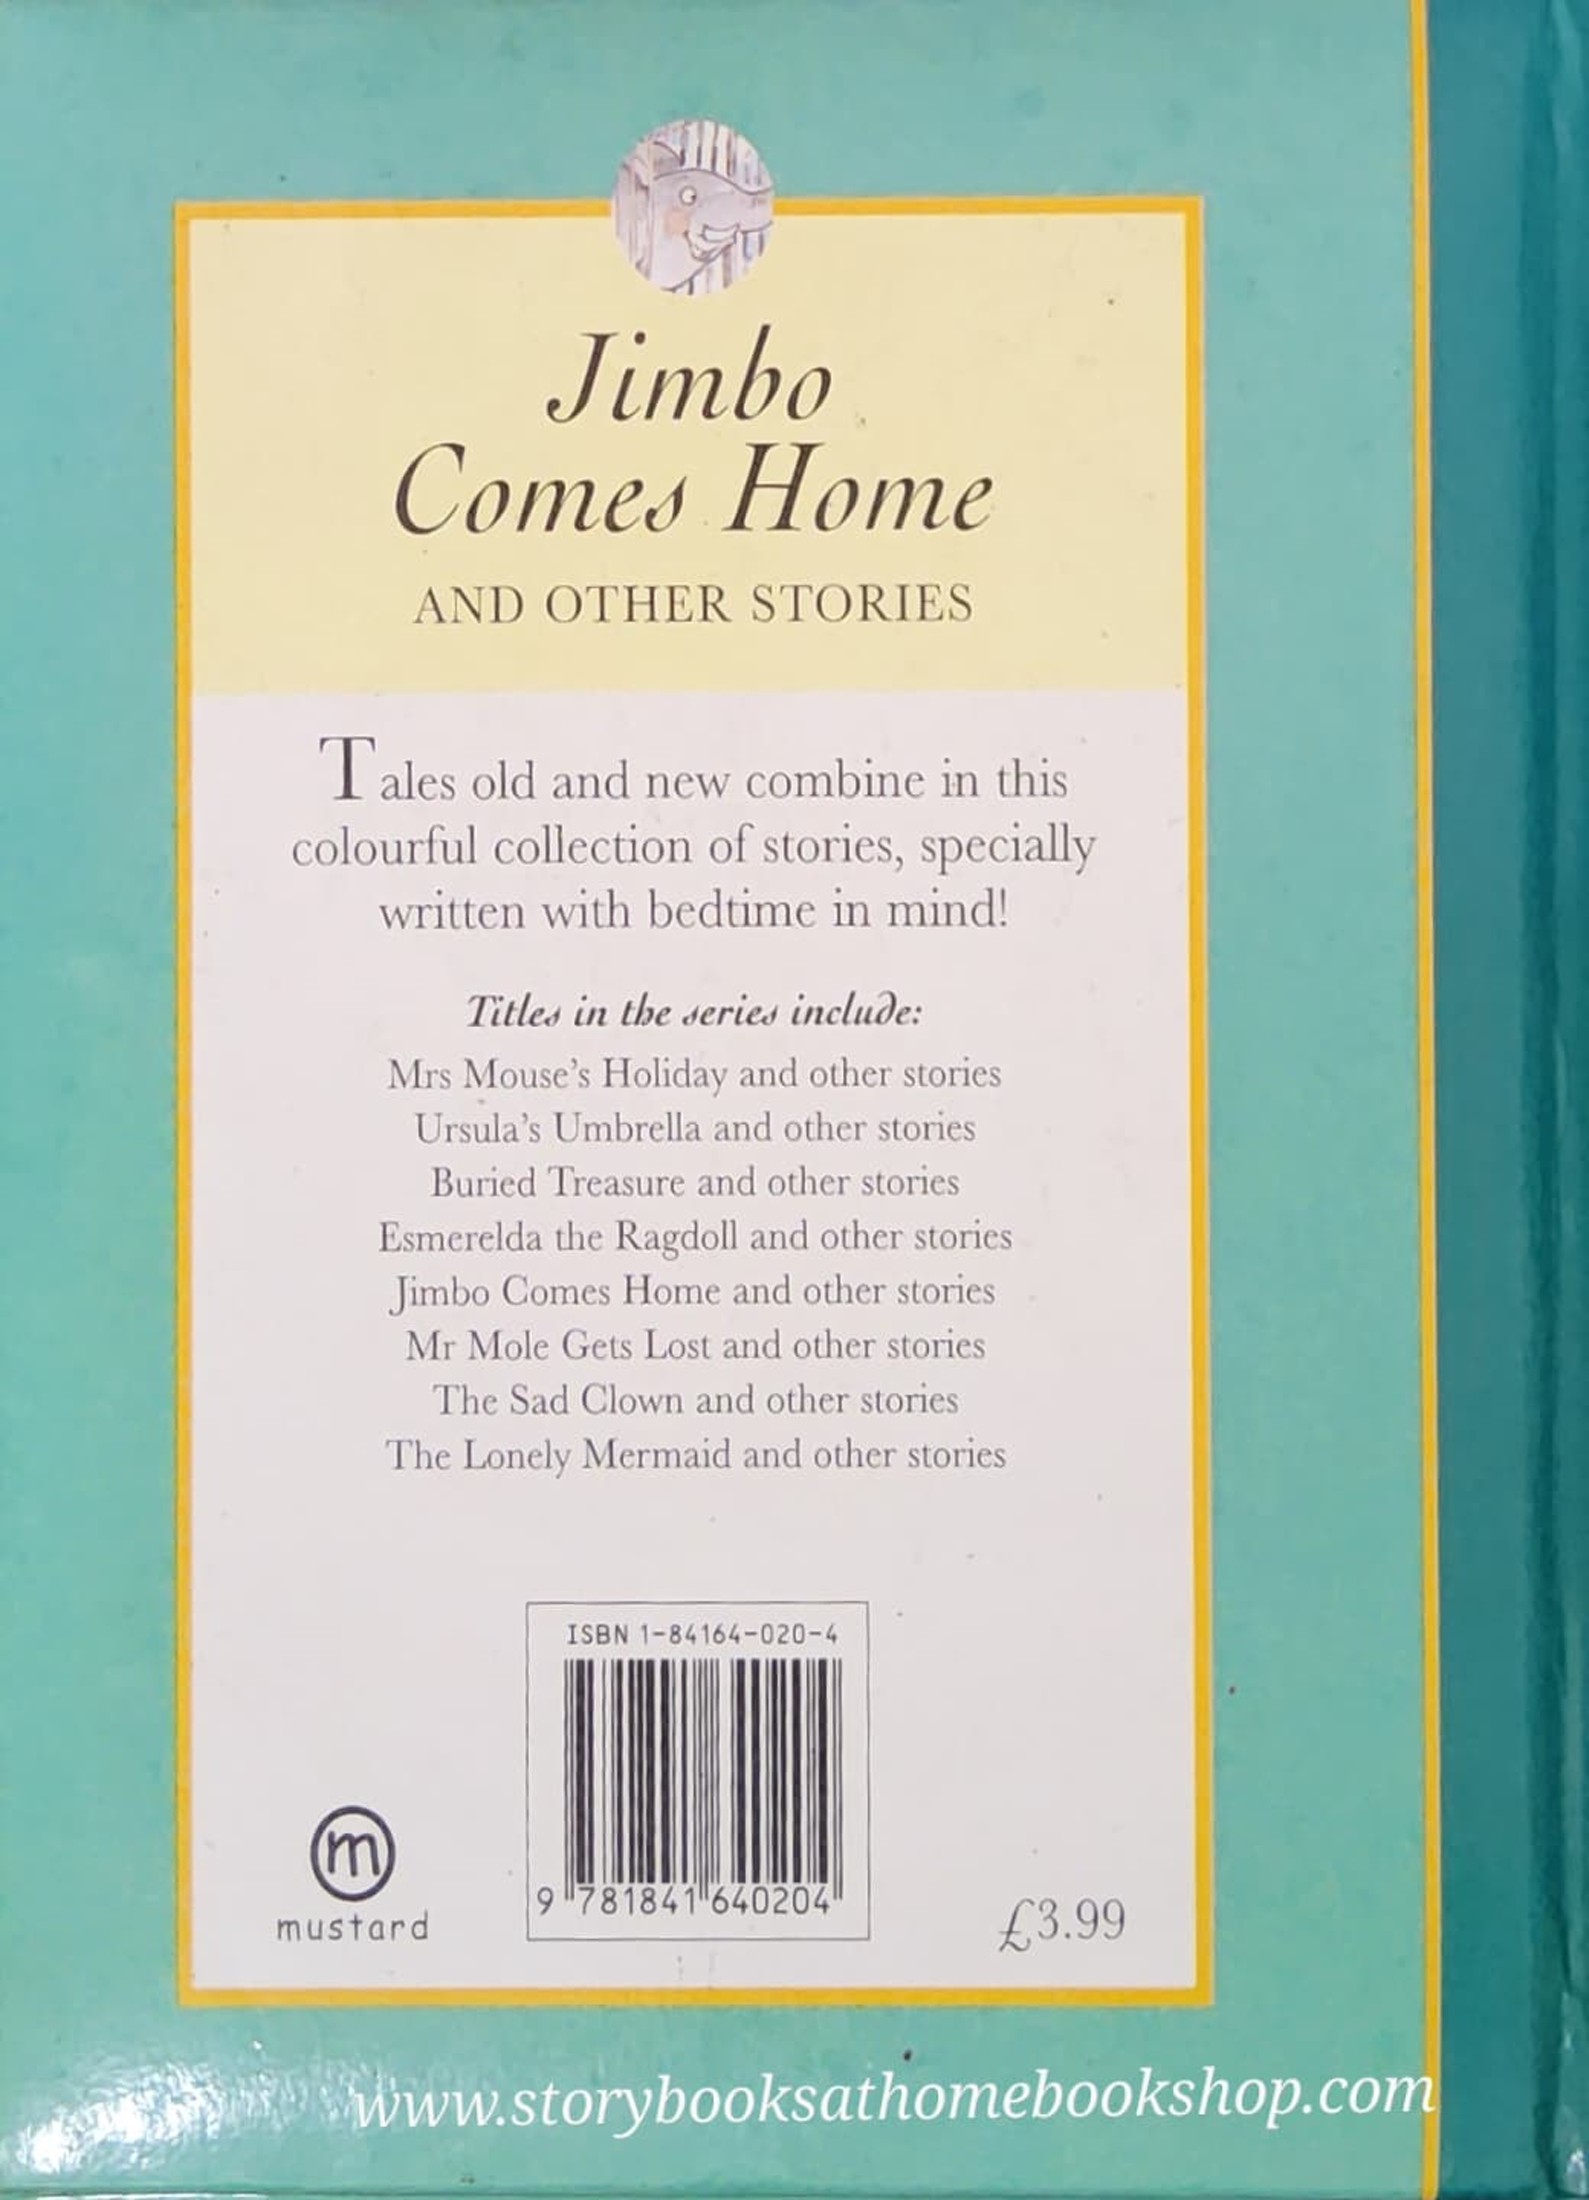 Jimbo
Comes Home
AND OTHER STORIES
Tales old and new combine in this
colourful collection of stories, specially
written with bedtime in mind!
Titles in the series include:
Mrs Mouse’s Holiday and other stories
Ursula’s Umbrella and other stories
Buried Treasure and other stories
Esmerelda the Ragdoll and other stories
Jimbo Comes Home and other stories
Mr Mole Gets Lost and other stories
The Sad Clown and other stories
The Lonely Mermaid and other stories
ISBN 1-84164-020-4
9 781841 640204
m
mustard
£3.99
www.storybooksathomebookshop.com